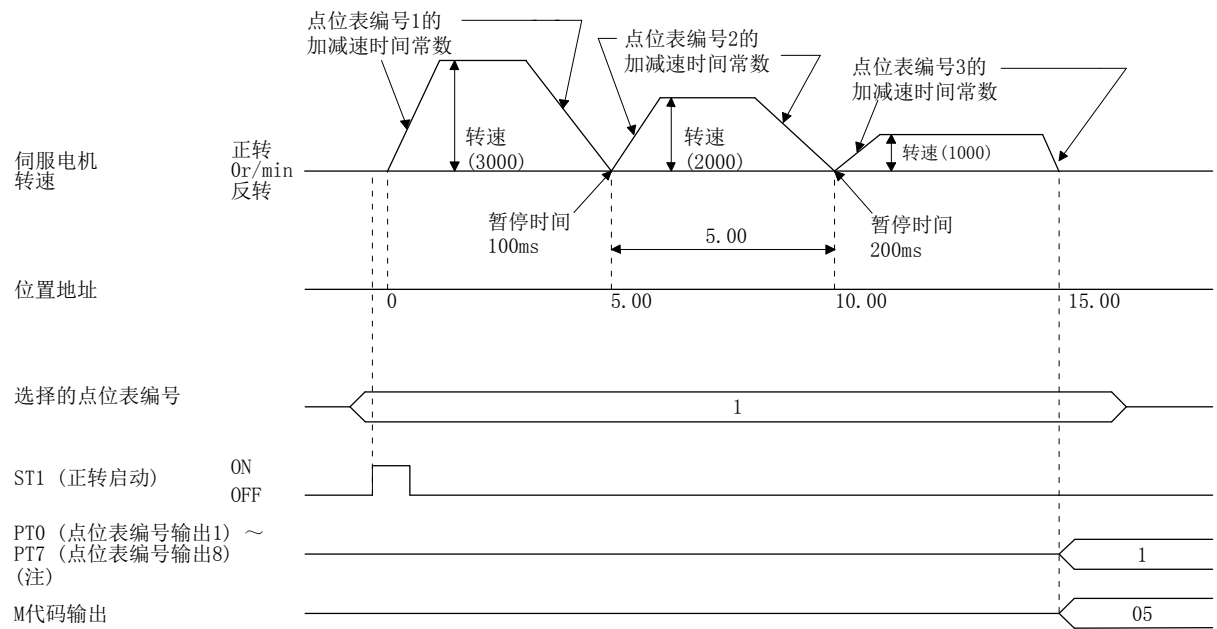 点位表编号1的
加减速时间常数
点位表编号2的
加减速时间常数
点位表编号3的
加减速时间常数
伺服电机
转速
正转
0r/min
反转
转速
(3000)
转速
(2000)
转速(1000)
暂停时间
100ms
5.00
暂停时间
200ms
位置地址
0
5.00
10.00
15.00
选择的点位表编号
1
ST1 (正转启动)
ON
OFF
PT0 (点位表编号输出1) ～
PT7 (点位表编号输出8)
(注)
1
M代码输出
05